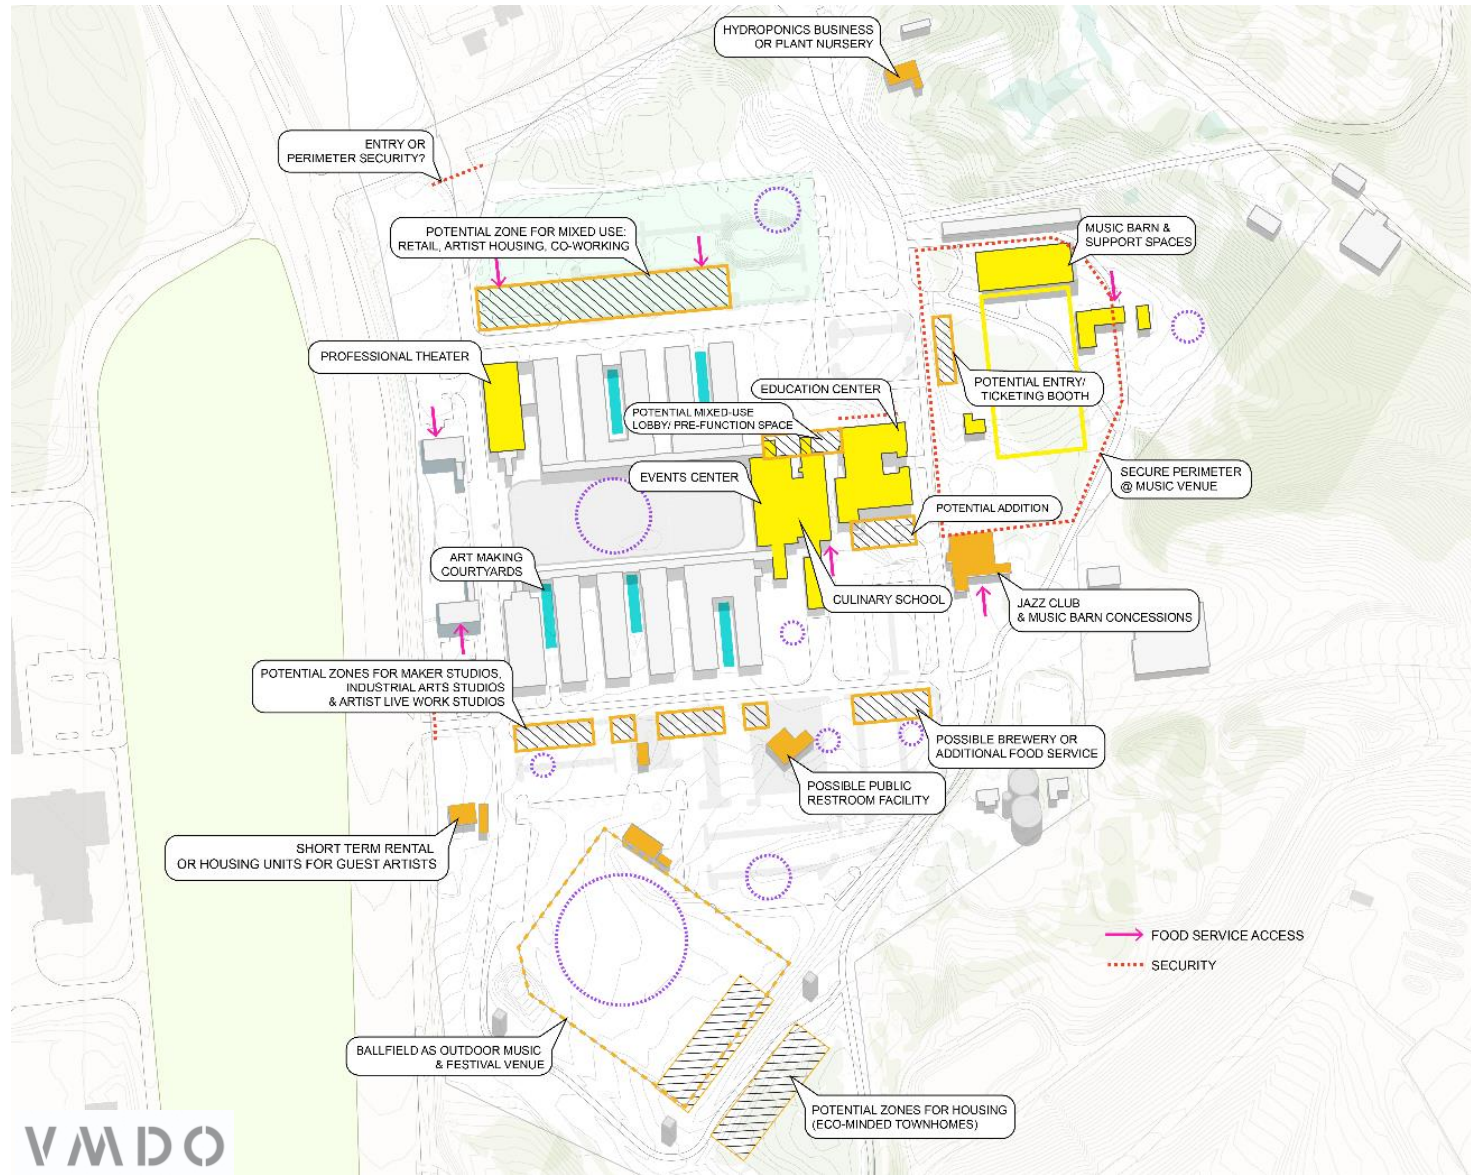 HYDROPONICS BUSINESS
OR PLANT NURSERY
ENTRY OR
PERIMETER SECURITY?
POTENTIAL ZONE FOR MIXED USE:
RETAIL, ARTIST HOUSING, CO-WORKING
MUSIC BARN &
SUPPORT SPACES
PROFESSIONAL THEATER
EDUCATION CENTER
POTENTIAL ENTRY/
TICKETING BOOTH
POTENTIAL MIXED-USE
LOBBY/ PRE-FUNCTION SPACE
EVENTS CENTER
SECURE PERIMETER
@ MUSIC VENUE
POTENTIAL ADDITION
ART MAKING
COURTYARDS
CULINARY SCHOOL
JAZZ CLUB
& MUSIC BARN CONCESSIONS
POTENTIAL ZONES FOR MAKER STUDIOS,
INDUSTRIAL ARTS STUDIOS
& ARTIST LIVE WORK STUDIOS
POSSIBLE BREWERY OR
ADDITIONAL FOOD SERVICE
POSSIBLE PUBLIC
RESTROOM FACILITY
SHORT TERM RENTAL
OR HOUSING UNITS FOR GUEST ARTISTS
FOOD SERVICE ACCESS
SECURITY
BALLFIELD AS OUTDOOR MUSIC
& FESTIVAL VENUE
POTENTIAL ZONES FOR HOUSING
(ECO-MINDED TOWNHOMES)
VMDO